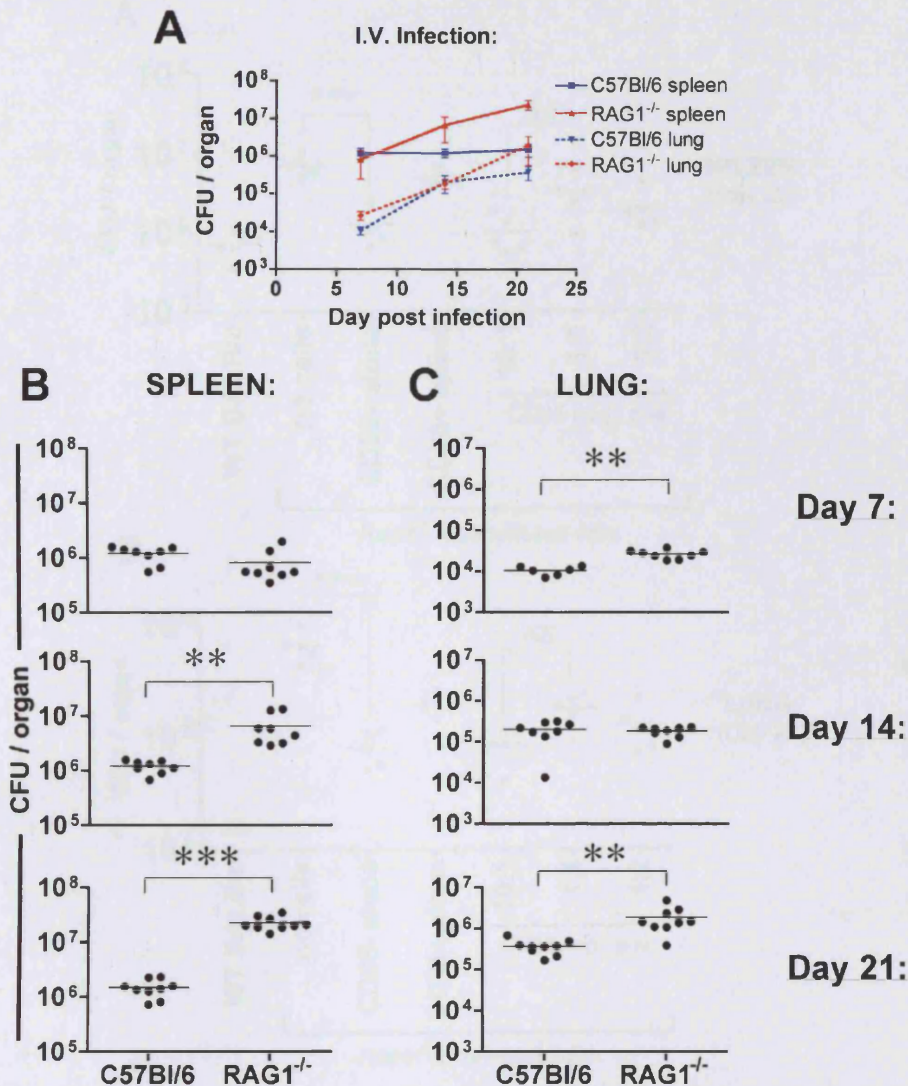 A
I.V. Infection:
CFU / organ
10⁸
10⁷
10⁶
10⁵
10⁴
10³
0 5 10 15 20 25
Day post infection
C57Bl/6 spleen
RAG1⁻/⁻ spleen
C57Bl/6 lung
RAG1⁻/⁻ lung
B
SPLEEN:
C
LUNG:
CFU / organ
10⁸
10⁷
10⁶
10⁵
10⁷
10⁶
10⁵
10⁴
10³
**
Day 7:
10⁸
10⁷
10⁶
10⁵
**
10⁷
10⁶
10⁵
10⁴
10³
Day 14:
10⁸
10⁷
10⁶
10⁵
***
10⁷
10⁶
10⁵
10⁴
10³
**
Day 21:
C57Bl/6 RAG1⁻/⁻
C57Bl/6 RAG1⁻/⁻